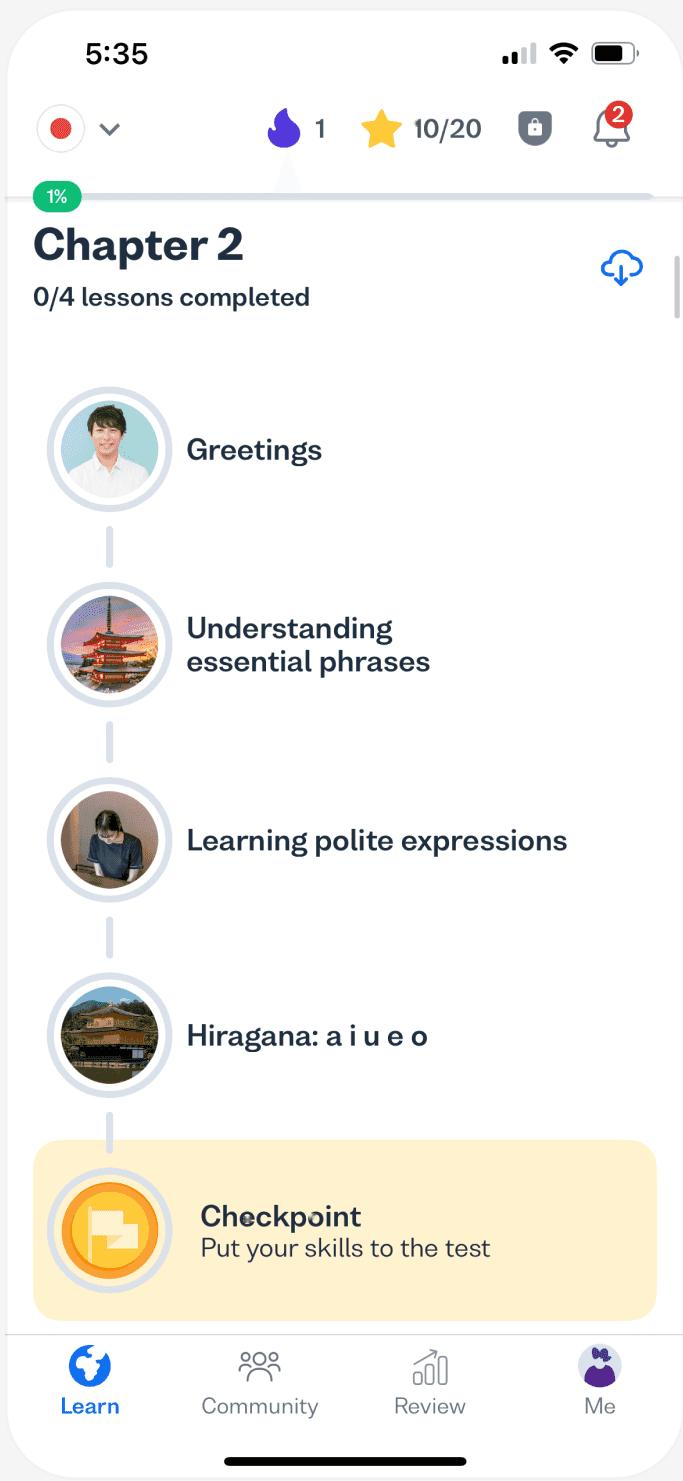 5:35
1
10/20
2
1%
Chapter 2
0/4 lessons completed
Greetings
Understanding
essential phrases
Learning polite expressions
Hiragana: a i u e o
Checkpoint
Put your skills to the test
Learn
Community
Review
Me